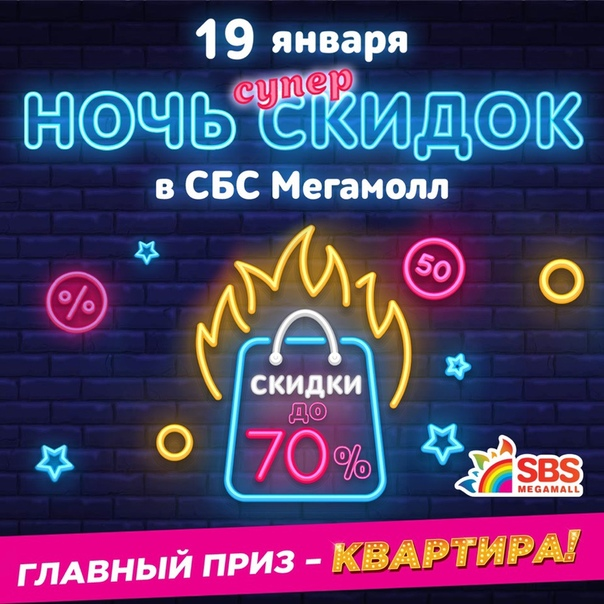 19 января
супер
НОЧЬ СКИДОК
в СБС Мегамолл
%
50
СКИДКИ
ДО
70%
SBS
MEGAMALL
ГЛАВНЫЙ ПРИЗ – КВАРТИРА!